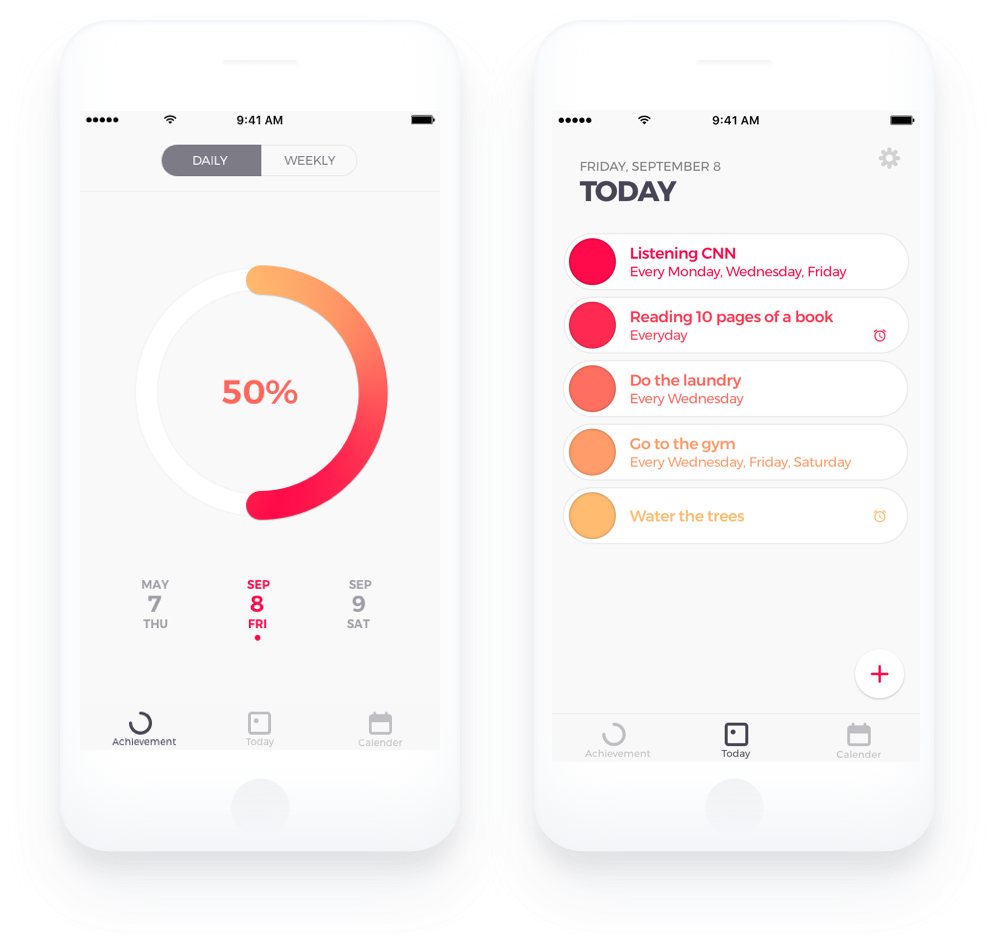 9:41 AM
DAILY WEEKLY
50%
MAY SEP SEP
7 8 9
THU FRI SAT
Achievement Today Calender
9:41 AM
FRIDAY, SEPTEMBER 8
TODAY
Listening CNN
Every Monday, Wednesday, Friday
Reading 10 pages of a book
Everyday
Do the laundry
Every Wednesday
Go to the gym
Every Wednesday, Friday, Saturday
Water the trees
+
Achievement Today Calender